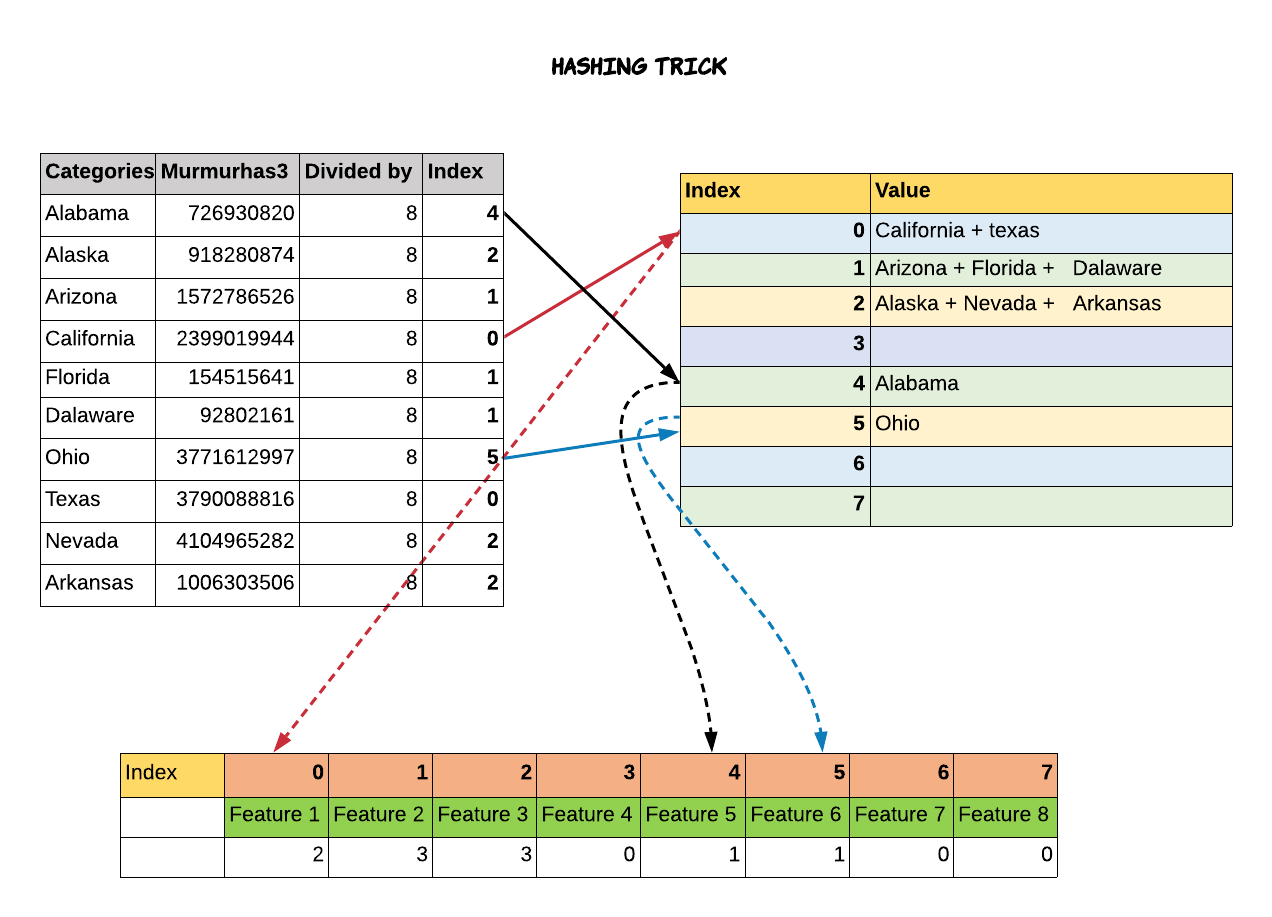 HASHING TRICK
Categories Murmurhas3 Divided by Index
Alabama 726930820 8 4
Alaska 918280874 8 2
Arizona 1572786526 8 1
California 2399019944 8 0
Florida 154515641 8 1
Dalaware 92802161 8 1
Ohio 3771612997 8 5
Texas 3790088816 8 0
Nevada 4104965282 8 2
Arkansas 1006303506 8 2
Index Value
0 California + texas
1 Arizona + Florida + Dalaware
2 Alaska + Nevada + Arkansas
3
4 Alabama
5 Ohio
6
7
Index 0 1 2 3 4 5 6 7
Feature 1 Feature 2 Feature 3 Feature 4 Feature 5 Feature 6 Feature 7 Feature 8
2 3 3 0 1 1 0 0